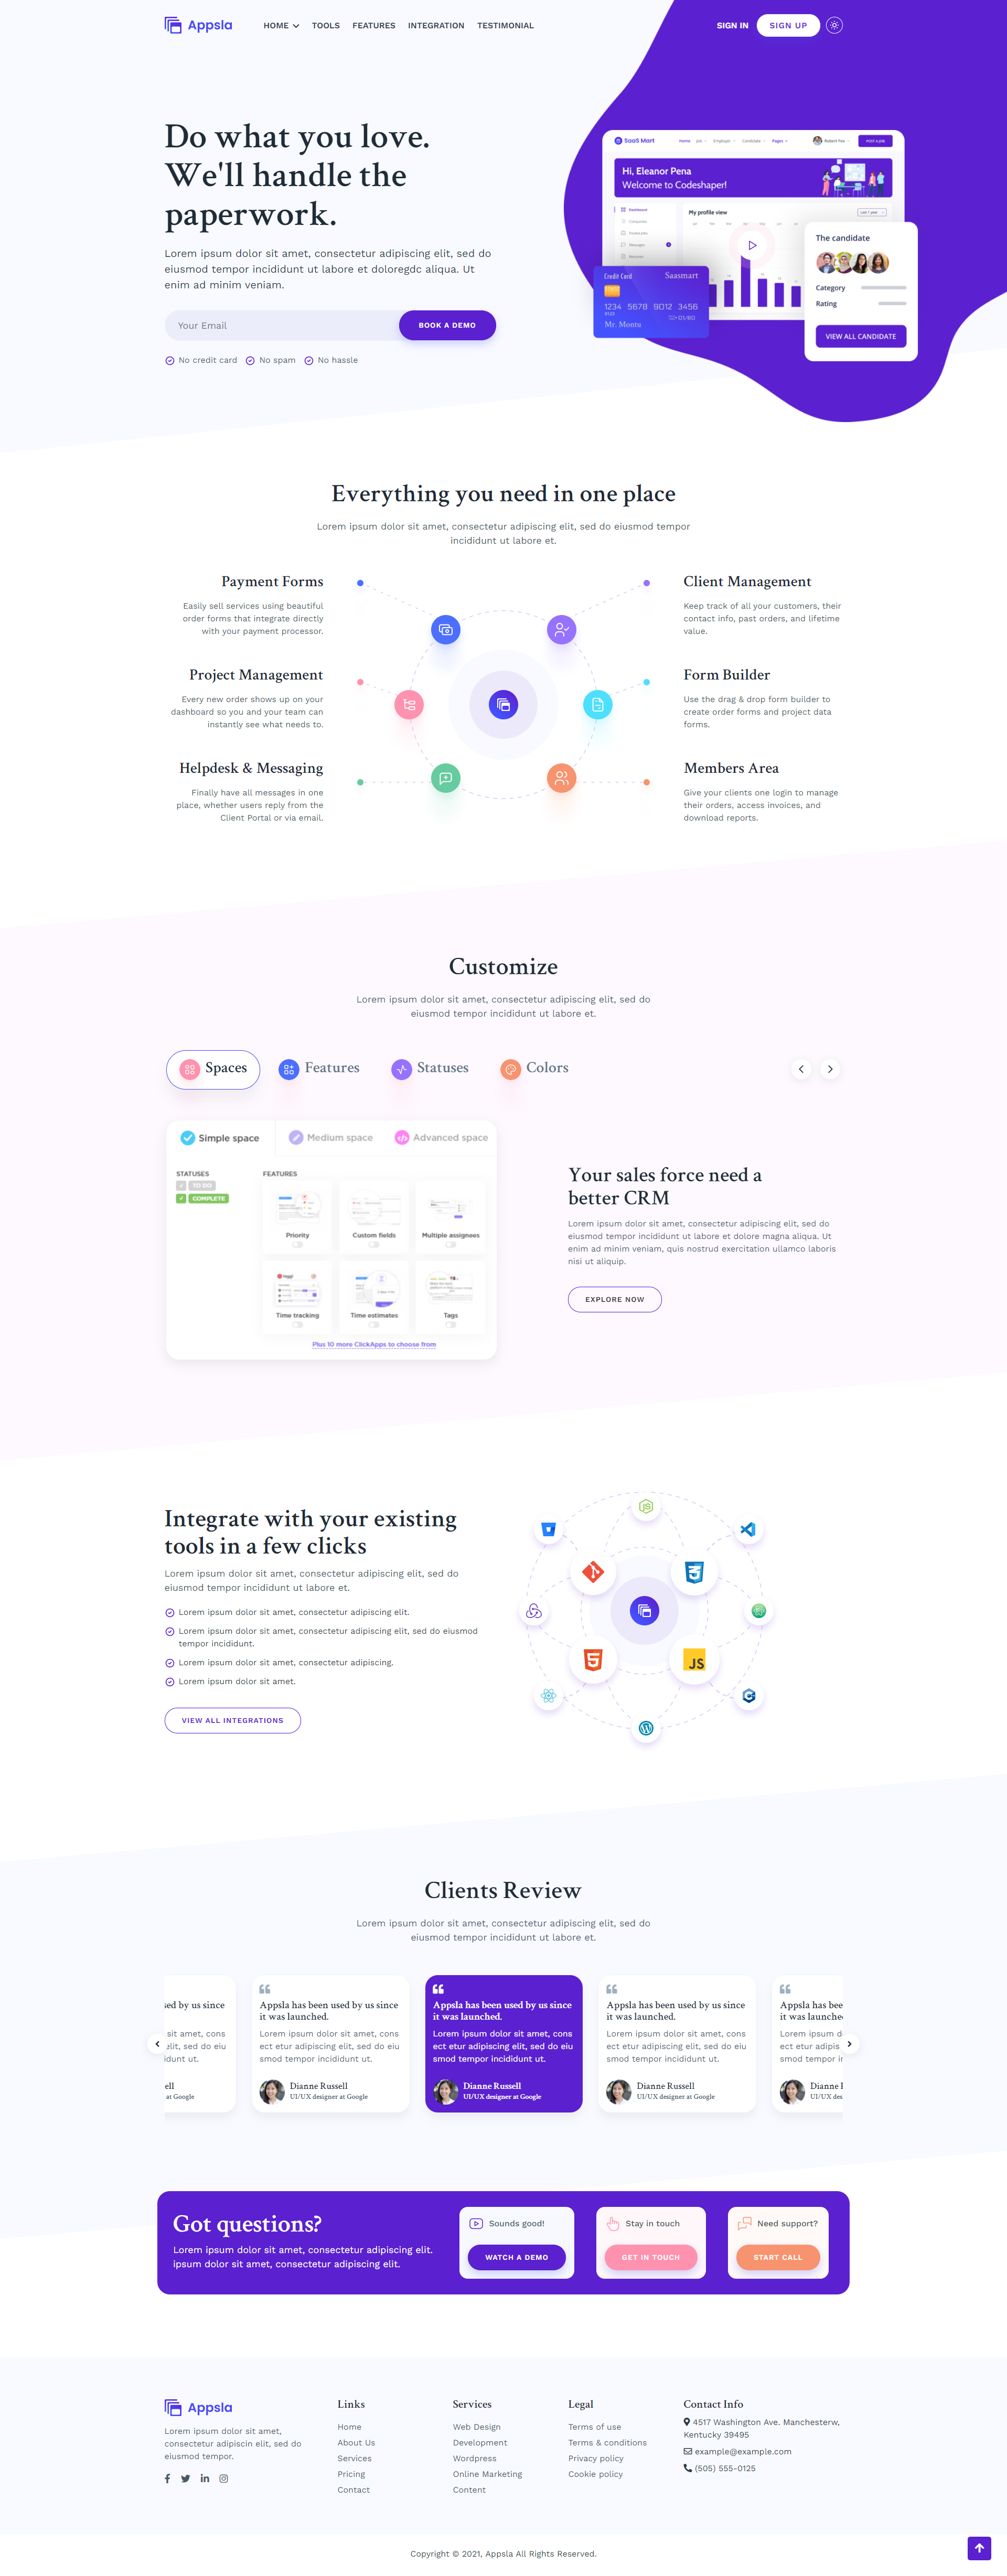 Appsla
HOME
TOOLS
FEATURES
INTEGRATION
TESTIMONIAL
SIGN IN
SIGN UP
Do what you love.
We'll handle the
paperwork.
Lorem ipsum dolor sit amet, consectetur adipiscing elit, sed do
eiusmod tempor incididunt ut labore et doloregdc aliqua. Ut
enim ad minim veniam.
Your Email
BOOK A DEMO
No credit card
No spam
No hassle
SaaS Mart
Home
Job
Employer
Candidate
Pages
Robert Fox
POST A JOB
Hi, Eleanor Pena
Welcome to Codeshaper!
Dashboard
Companies
Messages
Resumes
My profile view
Last 1 year
The candidate
Category
Rating
VIEW ALL CANDIDATE
Credit Card
Saasmart
1234 5678 9012 3456
0123
01/80
Mr. Montu
Everything you need in one place
Lorem ipsum dolor sit amet, consectetur adipiscing elit, sed do eiusmod tempor
incididunt ut labore et.
Payment Forms
Easily sell services using beautiful
order forms that integrate directly
with your payment processor.
Project Management
Every new order shows up on your
dashboard so you and your team can
instantly see what needs to.
Helpdesk & Messaging
Finally have all messages in one
place, whether users reply from the
Client Portal or via email.
Client Management
Keep track of all your customers, their
contact info, past orders, and lifetime
value.
Form Builder
Use the drag & drop form builder to
create order forms and project data
forms.
Members Area
Give your clients one login to manage
their orders, access invoices, and
download reports.
Customize
Lorem ipsum dolor sit amet, consectetur adipiscing elit, sed do
eiusmod tempor incididunt ut labore et.
Spaces
Features
Statuses
Colors
Simple space
Medium space
Advanced space
STATUSES
TO DO
COMPLETE
FEATURES
Priority
Custom fields
Multiple assignees
Time tracking
Time estimates
Tags
Plus 10 more ClickApps to choose from
Your sales force need a
better CRM
Lorem ipsum dolor sit amet, consectetur adipiscing elit, sed do
eiusmod tempor incididunt ut labore et dolore magna aliqua. Ut
enim ad minim veniam, quis nostrud exercitation ullamco laboris
nisi ut aliquip.
EXPLORE NOW
Integrate with your existing
tools in a few clicks
Lorem ipsum dolor sit amet, consectetur adipiscing elit, sed do
eiusmod tempor incididunt ut labore et.
Lorem ipsum dolor sit amet, consectetur adipiscing elit.
Lorem ipsum dolor sit amet, consectetur adipiscing elit, sed do eiusmod
tempor incididunt.
Lorem ipsum dolor sit amet, consectetur adipiscing.
Lorem ipsum dolor sit amet.
VIEW ALL INTEGRATIONS
JS
Clients Review
Lorem ipsum dolor sit amet, consectetur adipiscing elit, sed do
eiusmod tempor incididunt ut labore et.
sed by us since
sit amet, cons
elit, sed do eiu
idunt ut.
ell
at Google
Appsla has been used by us since
it was launched.
Lorem ipsum dolor sit amet, cons
ect etur adipiscing elit, sed do eiu
smod tempor incididunt ut.
Dianne Russell
UI/UX designer at Google
Appsla has been used by us since
it was launched.
Lorem ipsum dolor sit amet, cons
ect etur adipiscing elit, sed do eiu
smod tempor incididunt ut.
Dianne Russell
UI/UX designer at Google
Appsla has been used by us since
it was launched.
Lorem ipsum dolor sit amet, cons
ect etur adipiscing elit, sed do eiu
smod tempor incididunt ut.
Dianne Russell
UI/UX designer at Google
Appsla has bee
it was launche
Lorem ipsum d
ect etur adipis
smod tempor i
Dianne R
UI/UX des
Got questions?
Lorem ipsum dolor sit amet, consectetur adipiscing elit.
ipsum dolor sit amet, consectetur adipiscing elit.
Sounds good!
WATCH A DEMO
Stay in touch
GET IN TOUCH
Need support?
START CALL
Appsla
Lorem ipsum dolor sit amet,
consectetur adipiscin elit, sed do
eiusmod tempor.
Links
Home
About Us
Services
Pricing
Contact
Services
Web Design
Development
Wordpress
Online Marketing
Content
Legal
Terms of use
Terms & conditions
Privacy policy
Cookie policy
Contact Info
4517 Washington Ave. Manchesterw,
Kentucky 39495
example@example.com
(505) 555-0125
Copyright © 2021, Appsla All Rights Reserved.